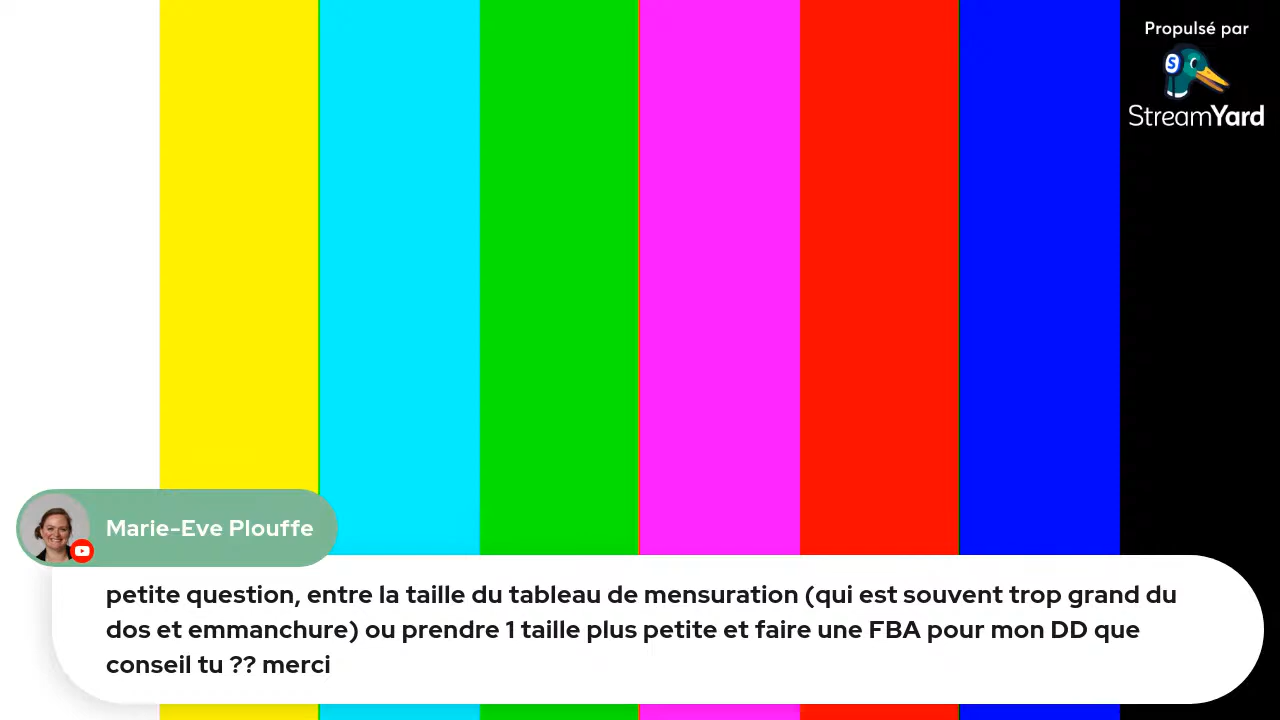 Propulsé par
S
StreamYard
Marie-Eve Plouffe
petite question, entre la taille du tableau de mensuration (qui est souvent trop grand du
dos et emmanchure) ou prendre 1 taille plus petite et faire une FBA pour mon DD que
conseil tu ?? merci